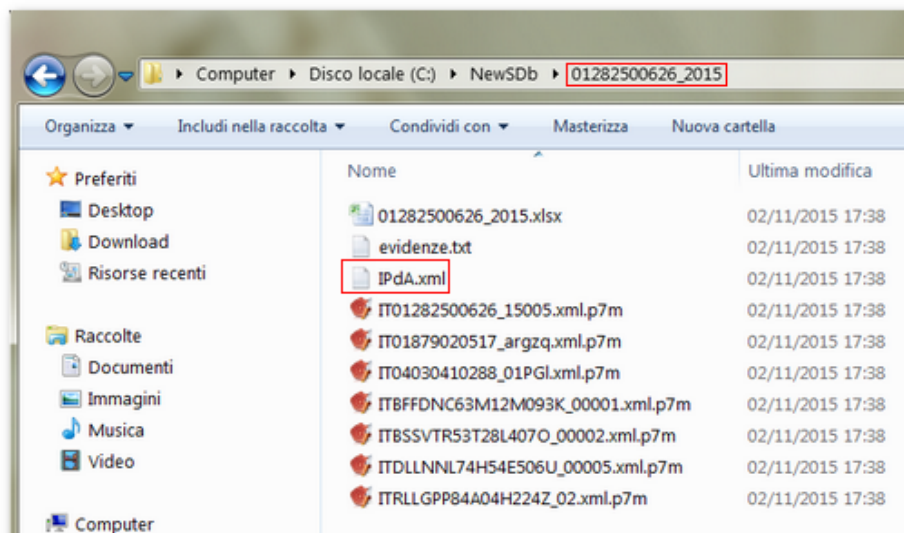 Computer Disco locale (C:) NewSDb 01282500626_2015
Organizza Includi nella raccolta Condividi con Masterizza Nuova cartella
Preferiti
Desktop
Download
Risorse recenti
Raccolte
Documenti
Immagini
Musica
Video
Computer
Nome Ultima modifica
01282500626_2015.xlsx 02/11/2015 17:38
evidenze.txt 02/11/2015 17:38
IPdA.xml 02/11/2015 17:38
IT01282500626_15005.xml.p7m 02/11/2015 17:38
IT01879020517_argzq.xml.p7m 02/11/2015 17:38
IT04030410288_01PGl.xml.p7m 02/11/2015 17:38
ITBFFDNC63M12M093K_00001.xml.p7m 02/11/2015 17:38
ITBSSVTR53T28L407O_00002.xml.p7m 02/11/2015 17:38
ITDLLNNL74H54E506U_00005.xml.p7m 02/11/2015 17:38
ITRLLGPP84A04H224Z_02.xml.p7m 02/11/2015 17:38